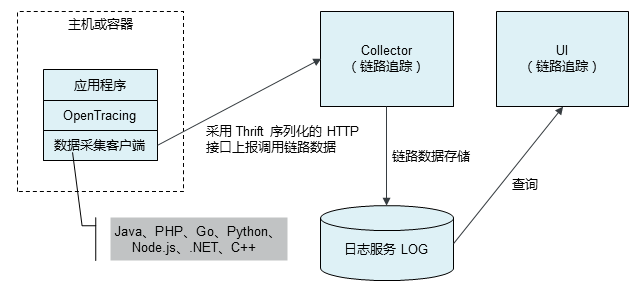 主机或容器
应用程序
OpenTracing
数据采集客户端
Java、PHP、Go、Python、
Node.js、.NET、C++
采用 Thrift 序列化的 HTTP
接口上报调用链路数据
Collector
（链路追踪）
链路数据存储
日志服务 LOG
UI
（链路追踪）
查询